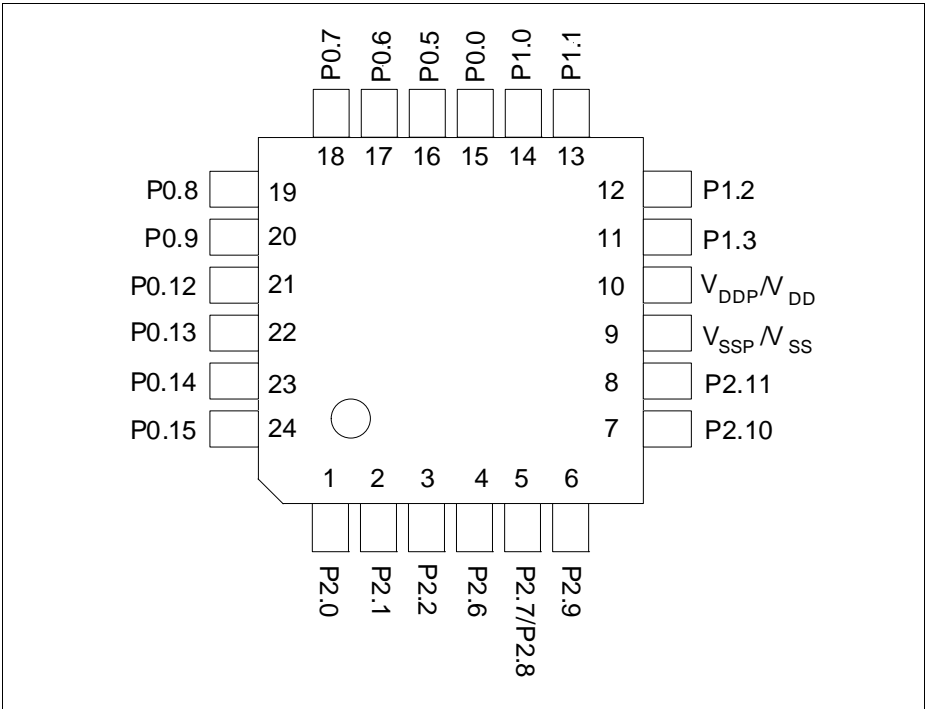 P0.7 P0.6 P0.5 P0.0 P1.0 P1.1
18 17 16 15 14 13
P0.8 19 12 P1.2
P0.9 20 11 P1.3
P0.12 21 10 VDDP/VDD
P0.13 22 9 VSSP/VSS
P0.14 23 8 P2.11
P0.15 24 7 P2.10
1 2 3 4 5 6
P2.0 P2.1 P2.2 P2.6 P2.7/P2.8 P2.9